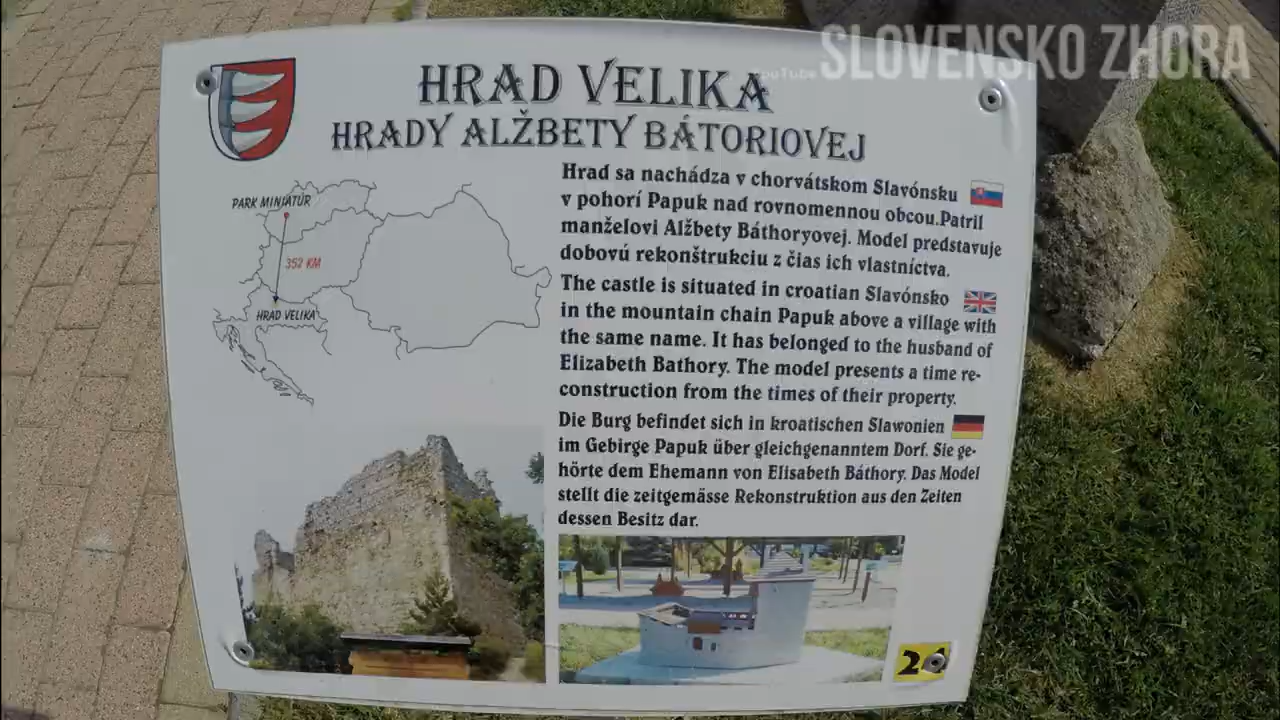 YouTube SLOVENSKO ZHORA
HRAD VELIKA
HRADY ALŽBETY BÁTORIOVEJ
PARK MINIATÚR
352 KM
HRAD VELIKA
Hrad sa nachádza v chorvátskom Slavónsku
v pohorí Papuk nad rovnomennou obcou.Patril
manželovi Alžbety Báthoryovej. Model predstavuje
dobovú rekonštrukciu z čias ich vlastníctva.
The castle is situated in croatian Slavónsko
in the mountain chain Papuk above a village with
the same name. It has belonged to the husband of
Elizabeth Bathory. The model presents a time re-
construction from the times of their property.
Die Burg befindet sich in kroatischen Slawonien
im Gebirge Papuk über gleichgenanntem Dorf. Sie ge-
hörte dem Ehemann von Elisabeth Báthory. Das Model
stellt die zeitgemässe Rekonstruktion aus den Zeiten
dessen Besitz dar.